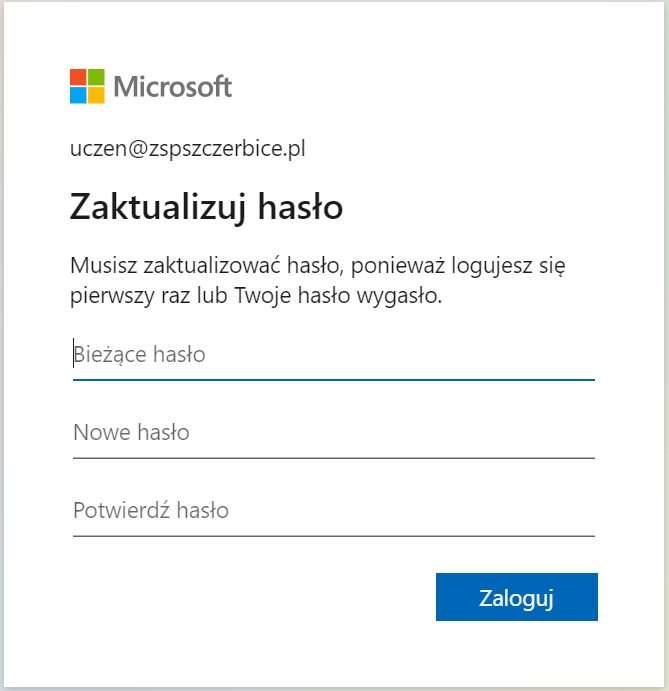 Microsoft
uczen@zspszczerbice.pl
Zaktualizuj hasło
Musisz zaktualizować hasło, ponieważ logujesz się
pierwszy raz lub Twoje hasło wygasło.
Bieżące hasło
Nowe hasło
Potwierdź hasło
Zaloguj